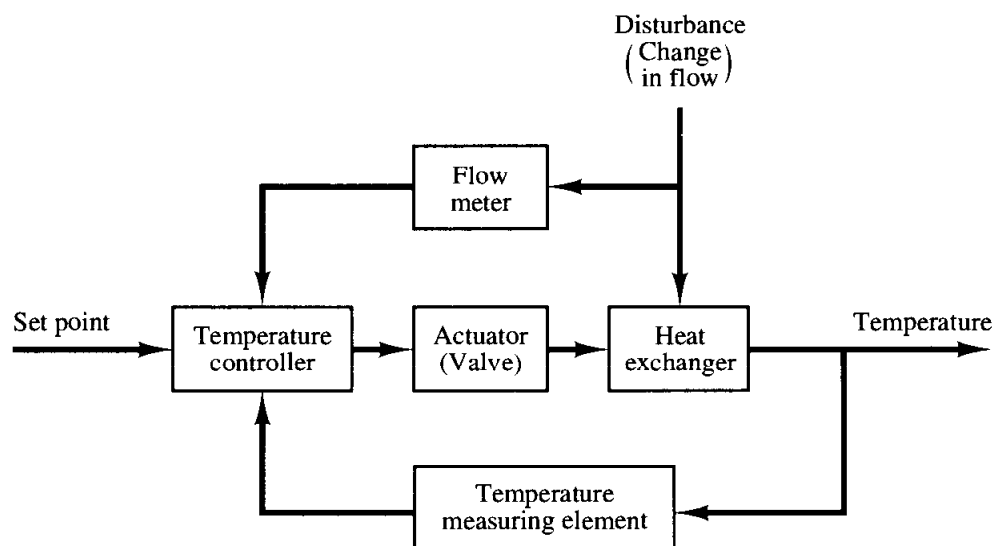 Disturbance
(Change
in flow)
Flow
meter
Set point
Temperature
controller
Actuator
(Valve)
Heat
exchanger
Temperature
Temperature
measuring element